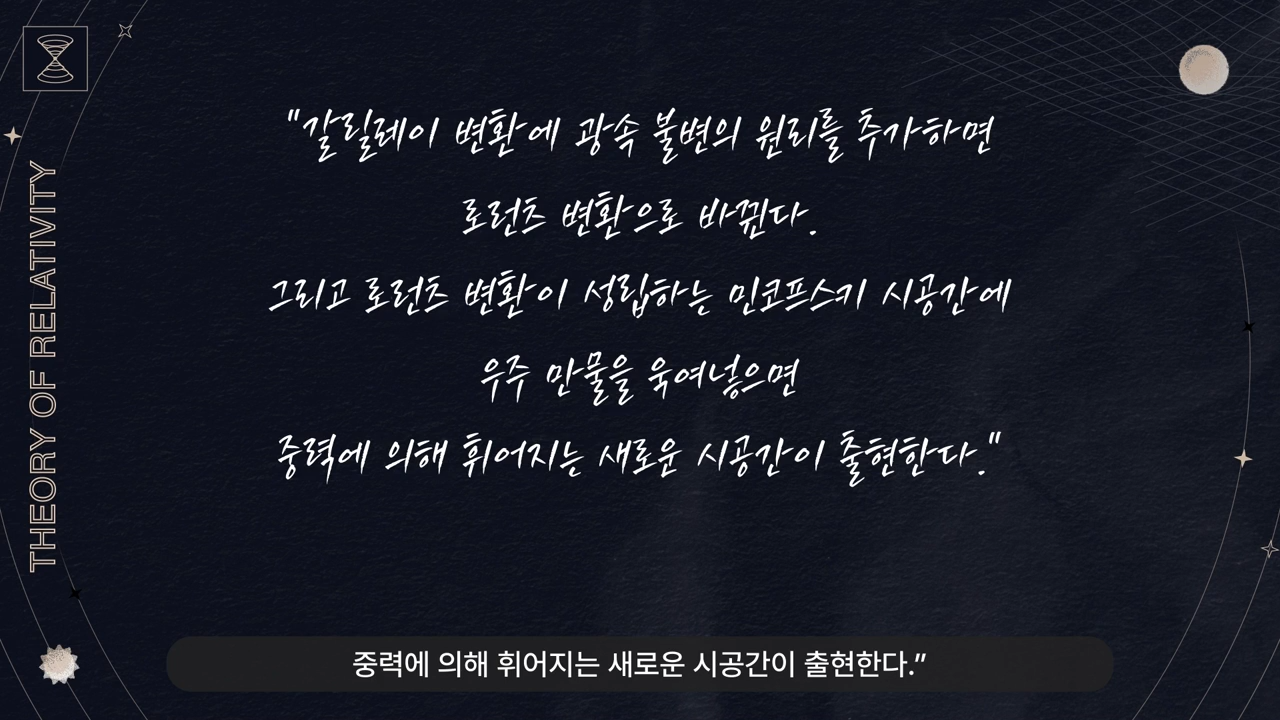 THEORY OF RELATIVITY
"갈릴레이 변환에 광속 불변의 원리를 추가하면
로런츠 변환으로 바뀐다.
그리고 로런츠 변환이 성립하는 민코프스키 시공간에
우주 만물을 욱여넣으면
중력에 의해 휘어지는 새로운 시공간이 출현한다."
중력에 의해 휘어지는 새로운 시공간이 출현한다.”